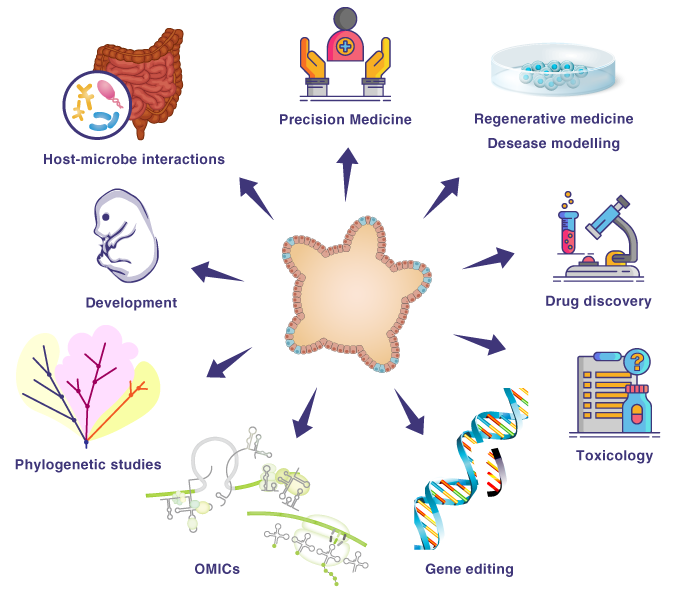 Precision Medicine
Regenerative medicine
Desease modelling
Host-microbe interactions
Development
Drug discovery
?
Phylogenetic studies
Toxicology
OMICs
Gene editing